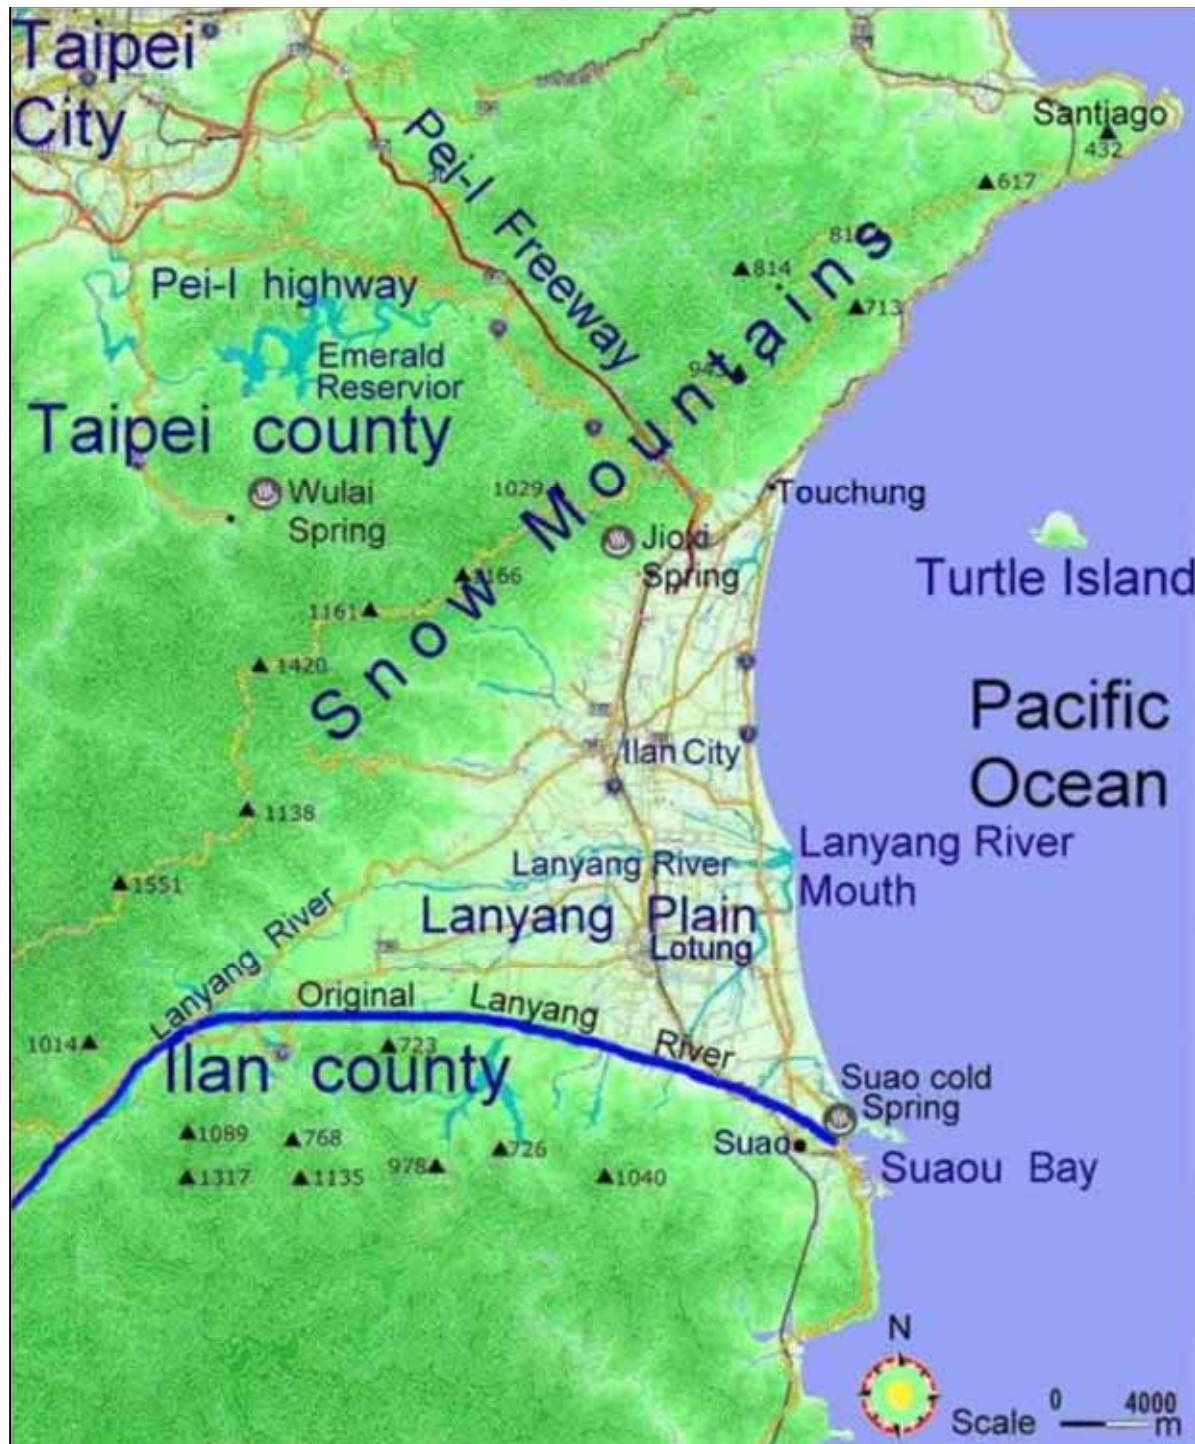 Taipei
City
Pei-I Freeway
Santiago
432
617
814
713
Pei-I highway
Emerald
Reservior
Taipei county
Snow Mountains
Wulai
Spring
1029
Touchung
Jioxi
Spring
Turtle Island
1161
1420
Pacific
Ocean
Ilan City
1138
Lanyang River
Lanyang River
Mouth
1551
Lanyang Plain
Lotung
Lanyang River
Original Lanyang River
1014
723
Ilan county
Suao cold
Spring
1089
768
726
Suao
978
1317
1135
1040
Suaou Bay
N
0 4000
Scale m